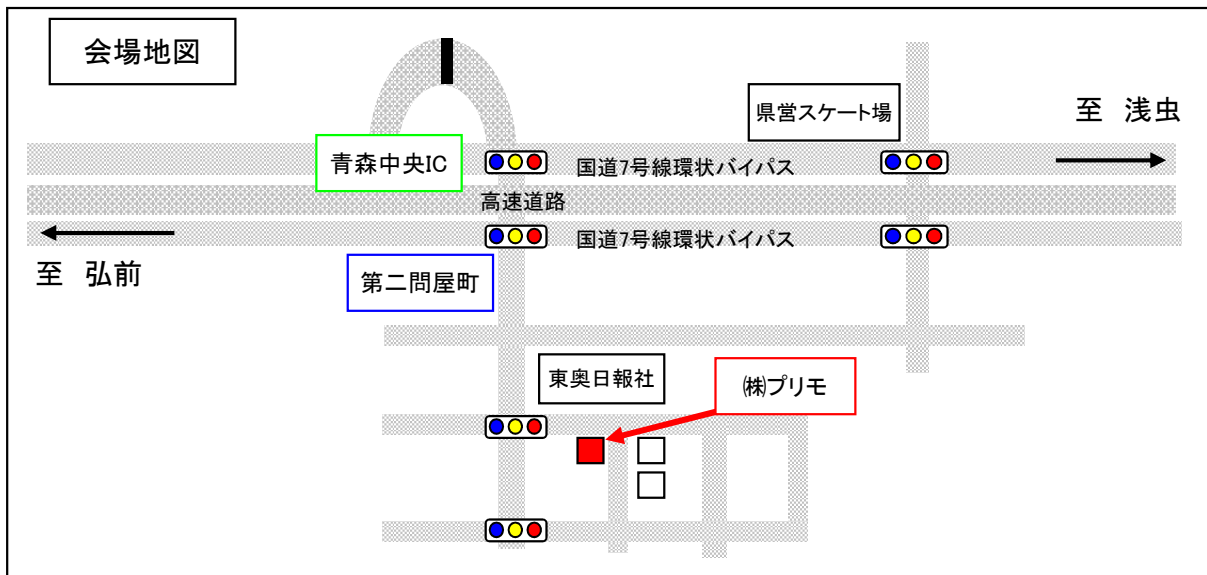 会場地図
県営スケート場
至 浅虫
青森中央IC
国道7号線環状バイパス
高速道路
国道7号線環状バイパス
至 弘前
第二問屋町
東奥日報社
㈱プリモ